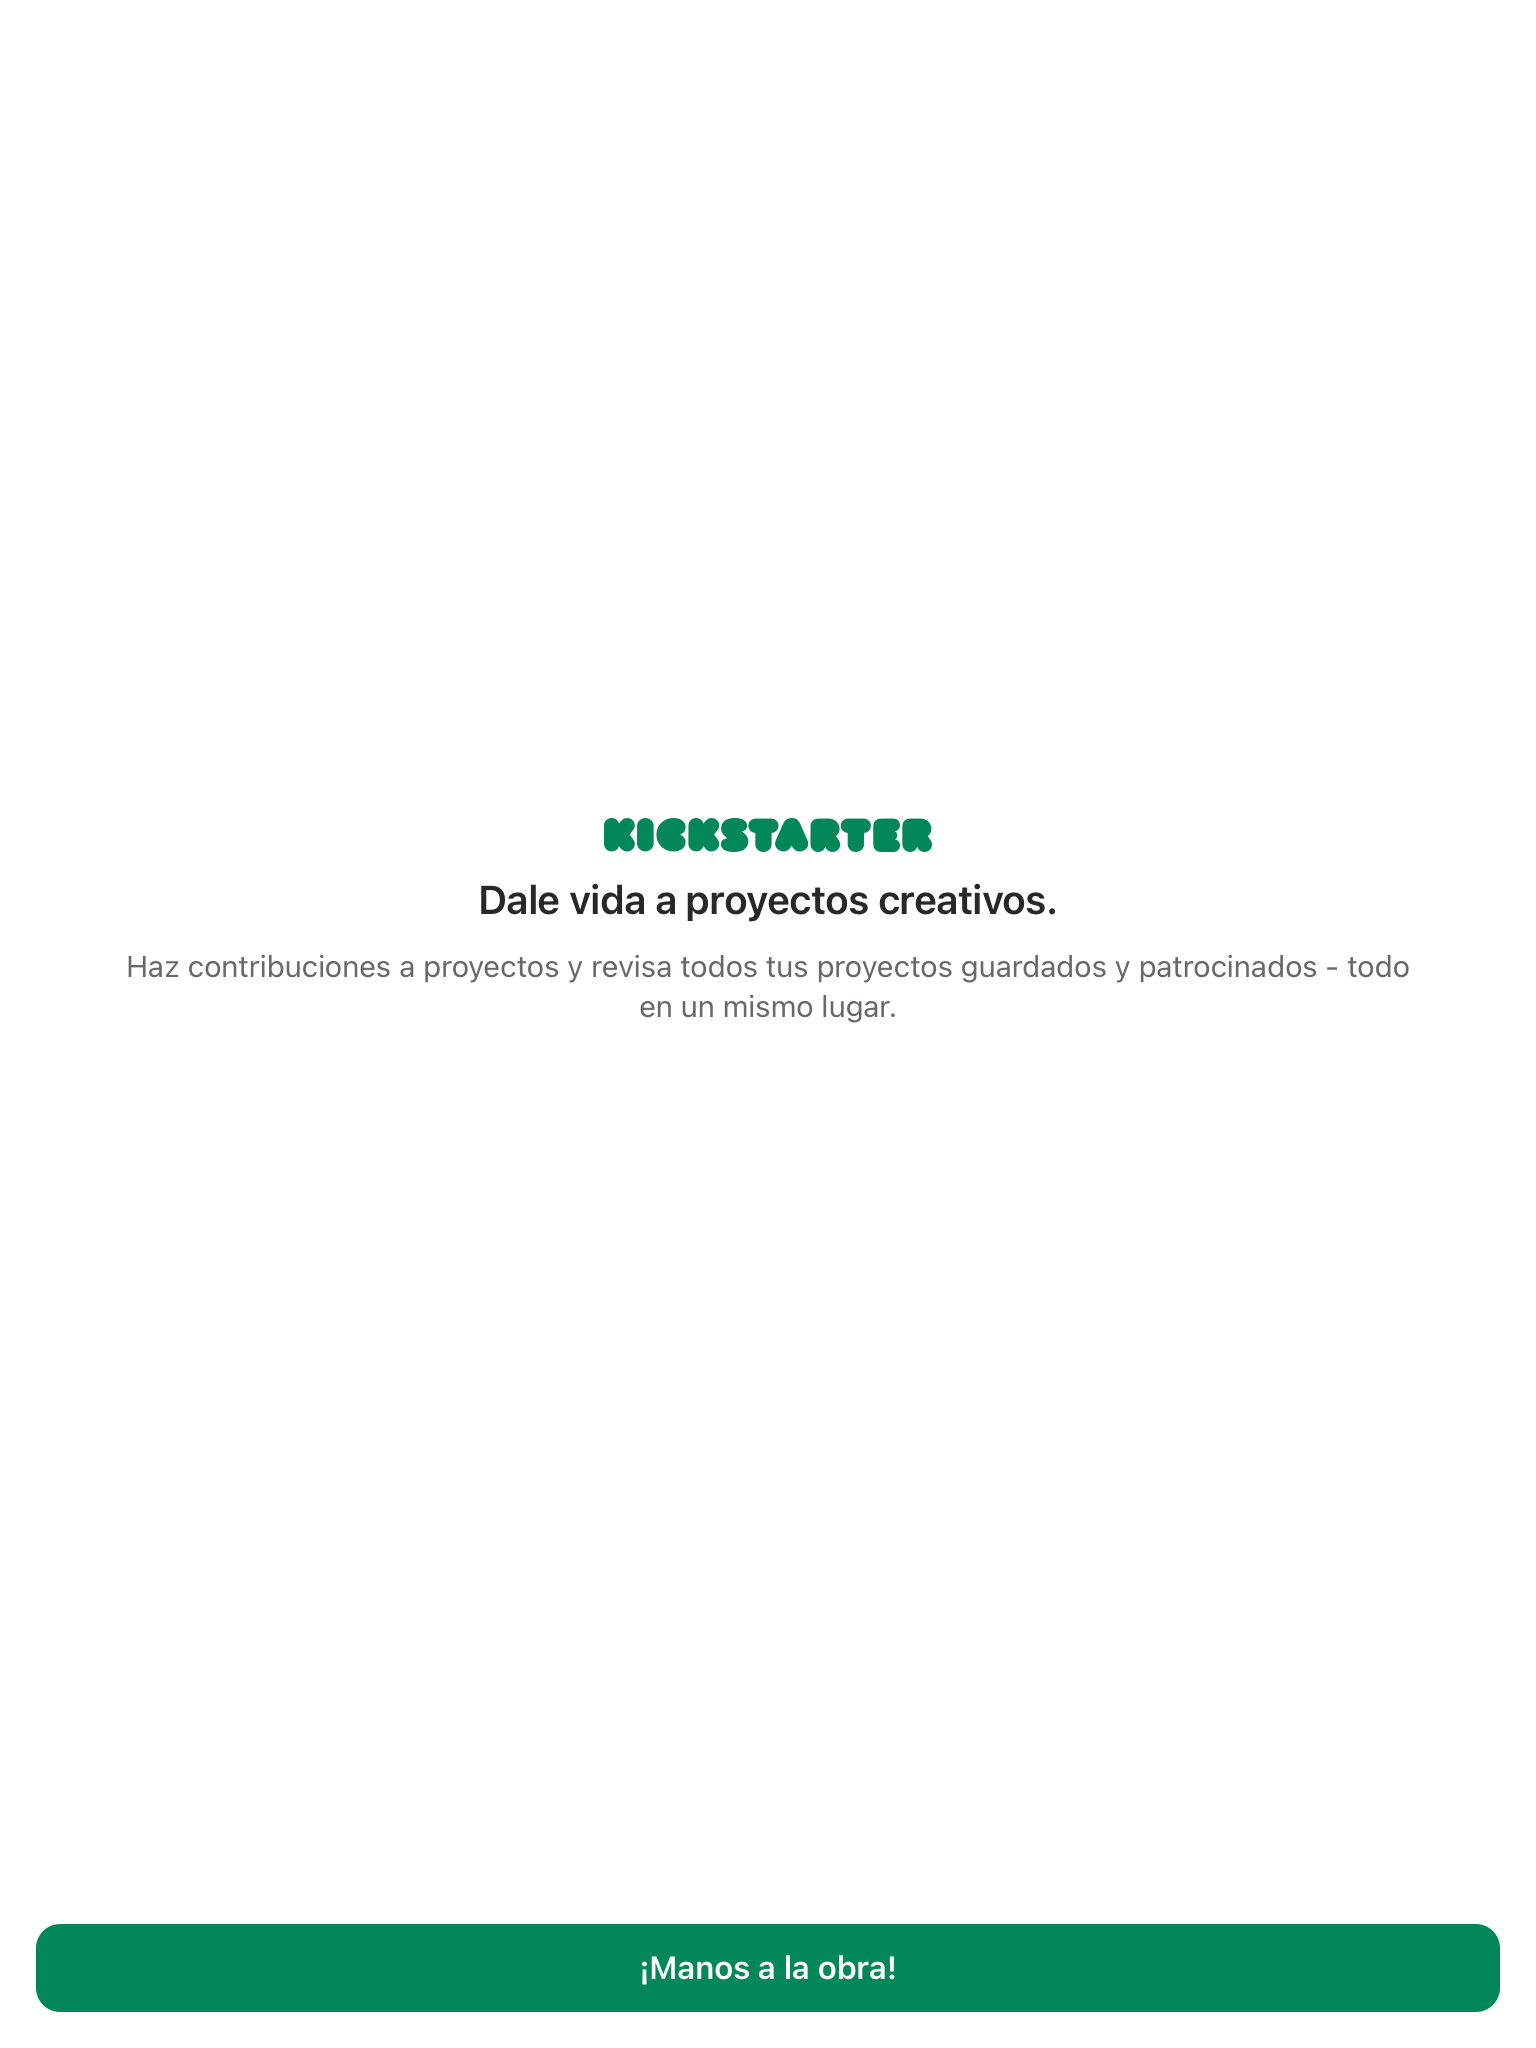 KICKSTARTER
Dale vida a proyectos creativos.
Haz contribuciones a proyectos y revisa todos tus proyectos guardados y patrocinados - todo
en un mismo lugar.
¡Manos a la obra!